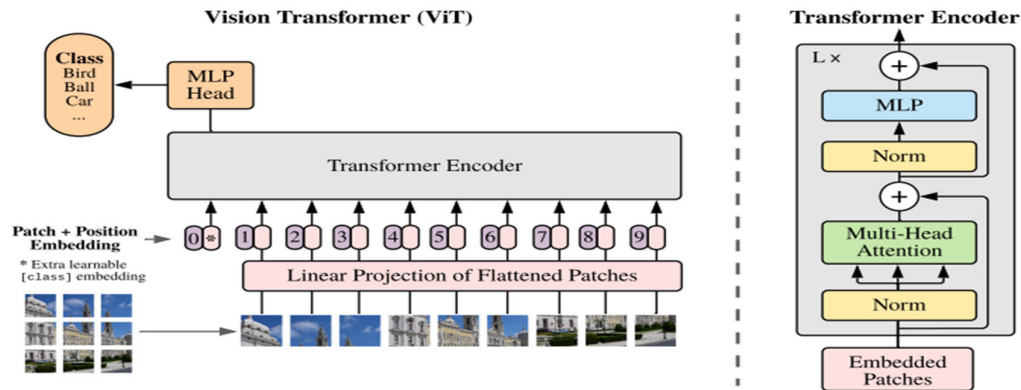 Vision Transformer (ViT)
Class
Bird
Ball
Car
...
MLP
Head
Transformer Encoder
Patch + Position
Embedding
* Extra learnable
[class] embedding
0 * 1 2 3 4 5 6 7 8 9
Linear Projection of Flattened Patches
Transformer Encoder
L ×
+
MLP
Norm
+
Multi-Head
Attention
Norm
Embedded
Patches